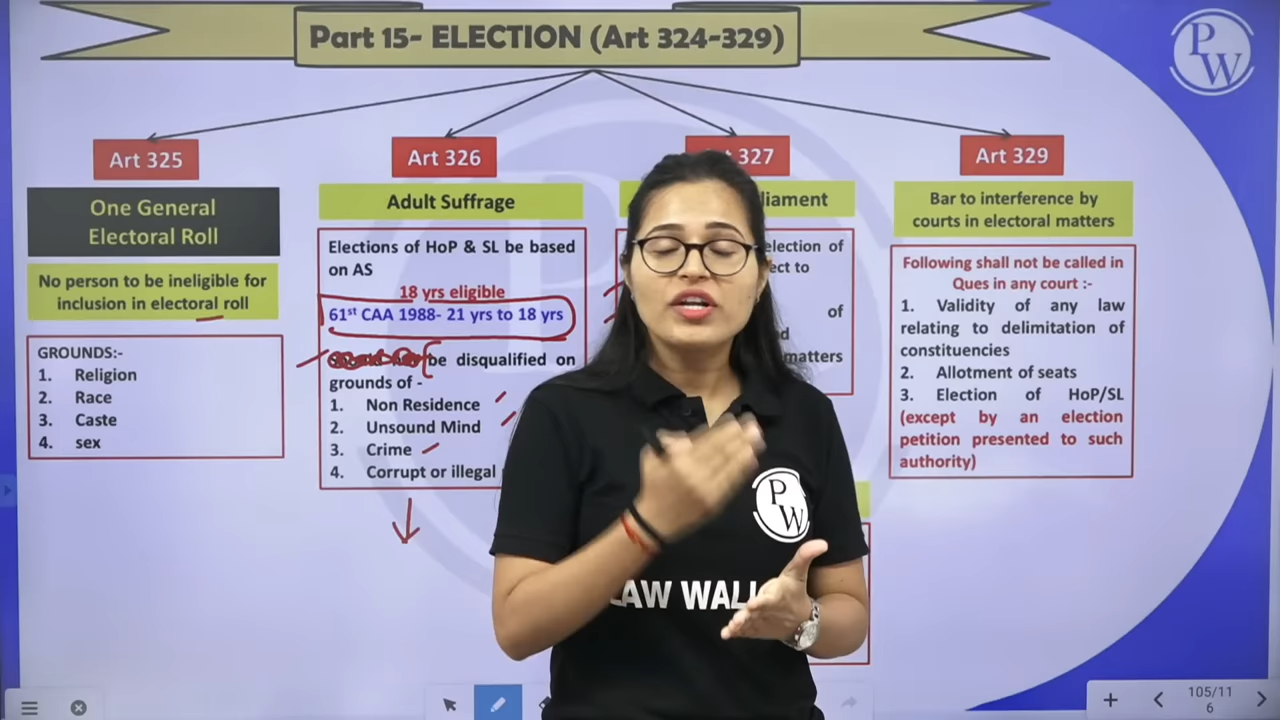 Part 15- ELECTION (Art 324-329)
P
W
Art 325
One General
Electoral Roll
No person to be ineligible for
inclusion in electoral roll
GROUNDS:-
1. Religion
2. Race
3. Caste
4. sex
Art 326
Adult Suffrage
Elections of HoP & SL be based
on AS
18 yrs eligible
61st CAA 1988- 21 yrs to 18 yrs
be disqualified on
grounds of -
1. Non Residence
2. Unsound Mind
3. Crime
4. Corrupt or illegal
327
liament
election of
ect to
of
matters
Art 329
Bar to interference by
courts in electoral matters
Following shall not be called in
Ques in any court :-
1. Validity of any law
relating to delimitation of
constituencies
2. Allotment of seats
3. Election of HoP/SL
(except by an election
petition presented to such
authority)
P
W
LAW WALL
105/11
6